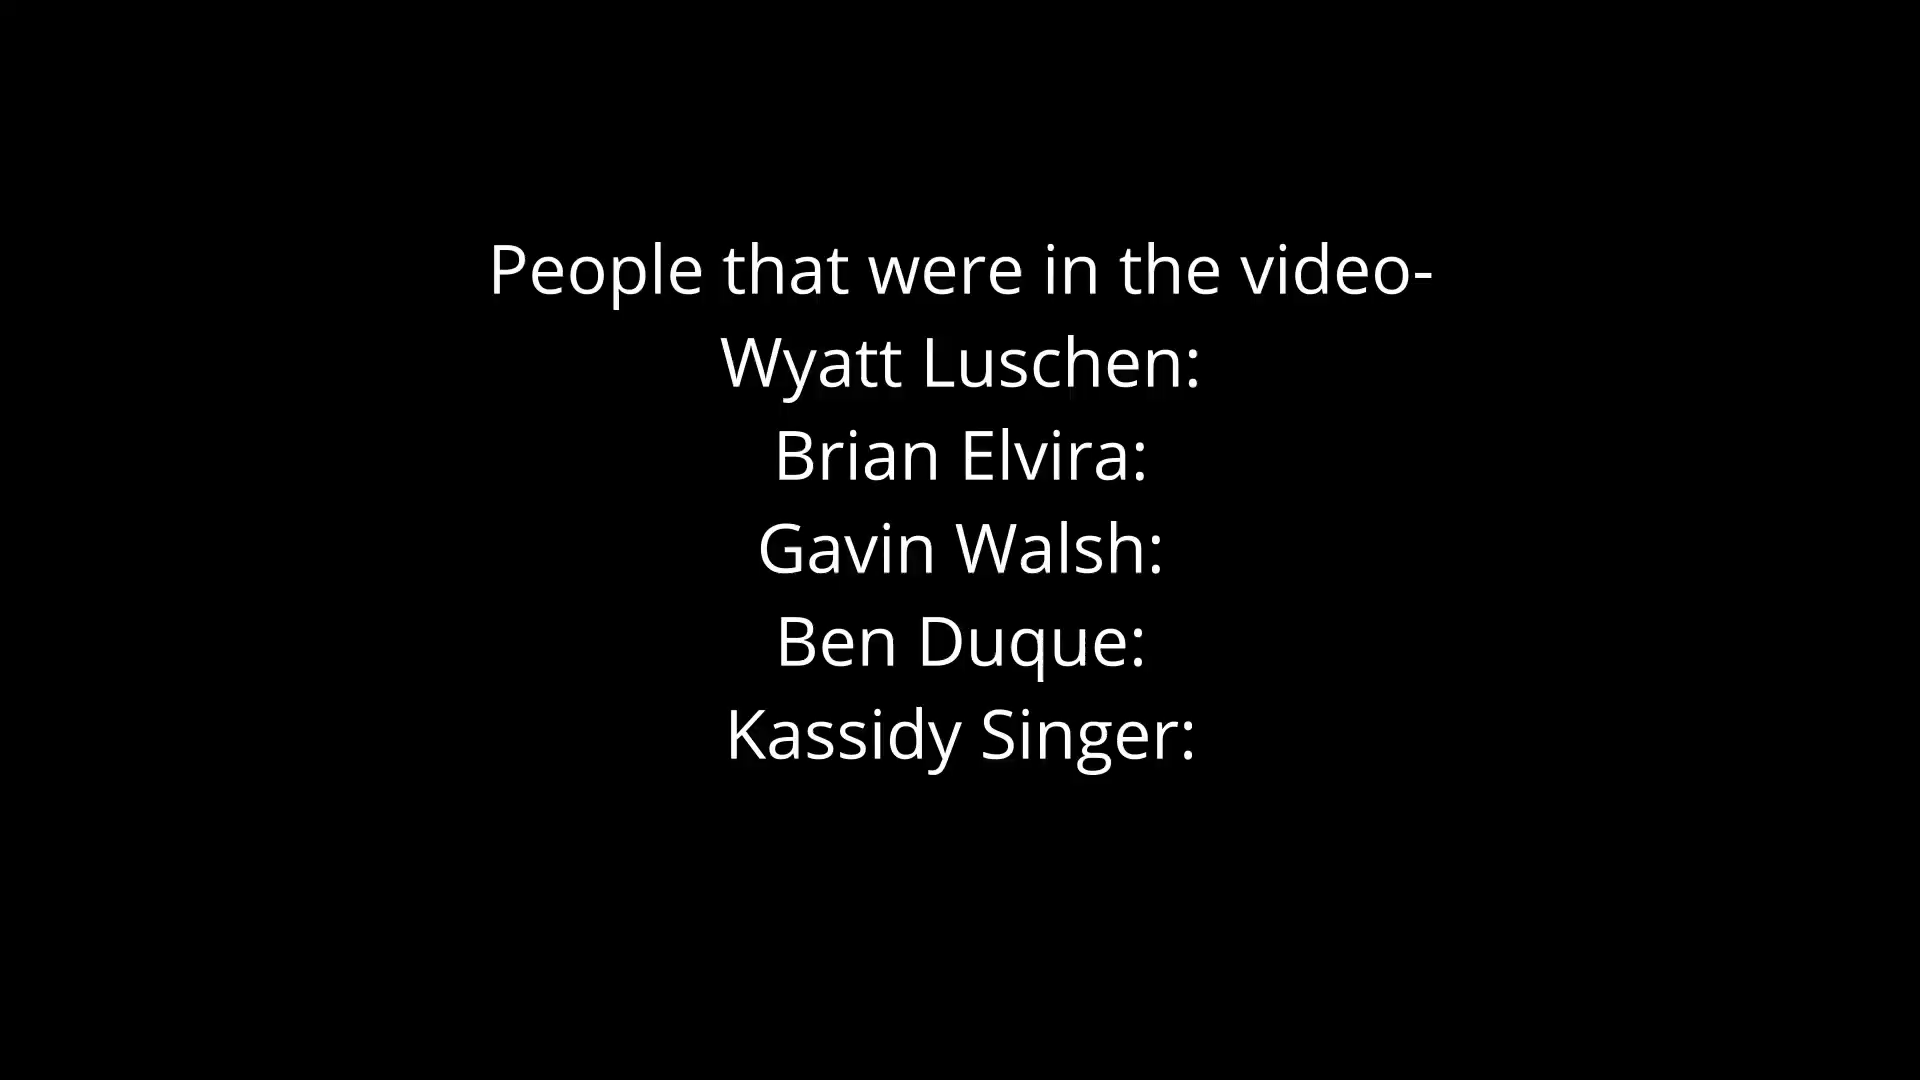 People that were in the video-
Wyatt Luschen:
Brian Elvira:
Gavin Walsh:
Ben Duque:
Kassidy Singer: